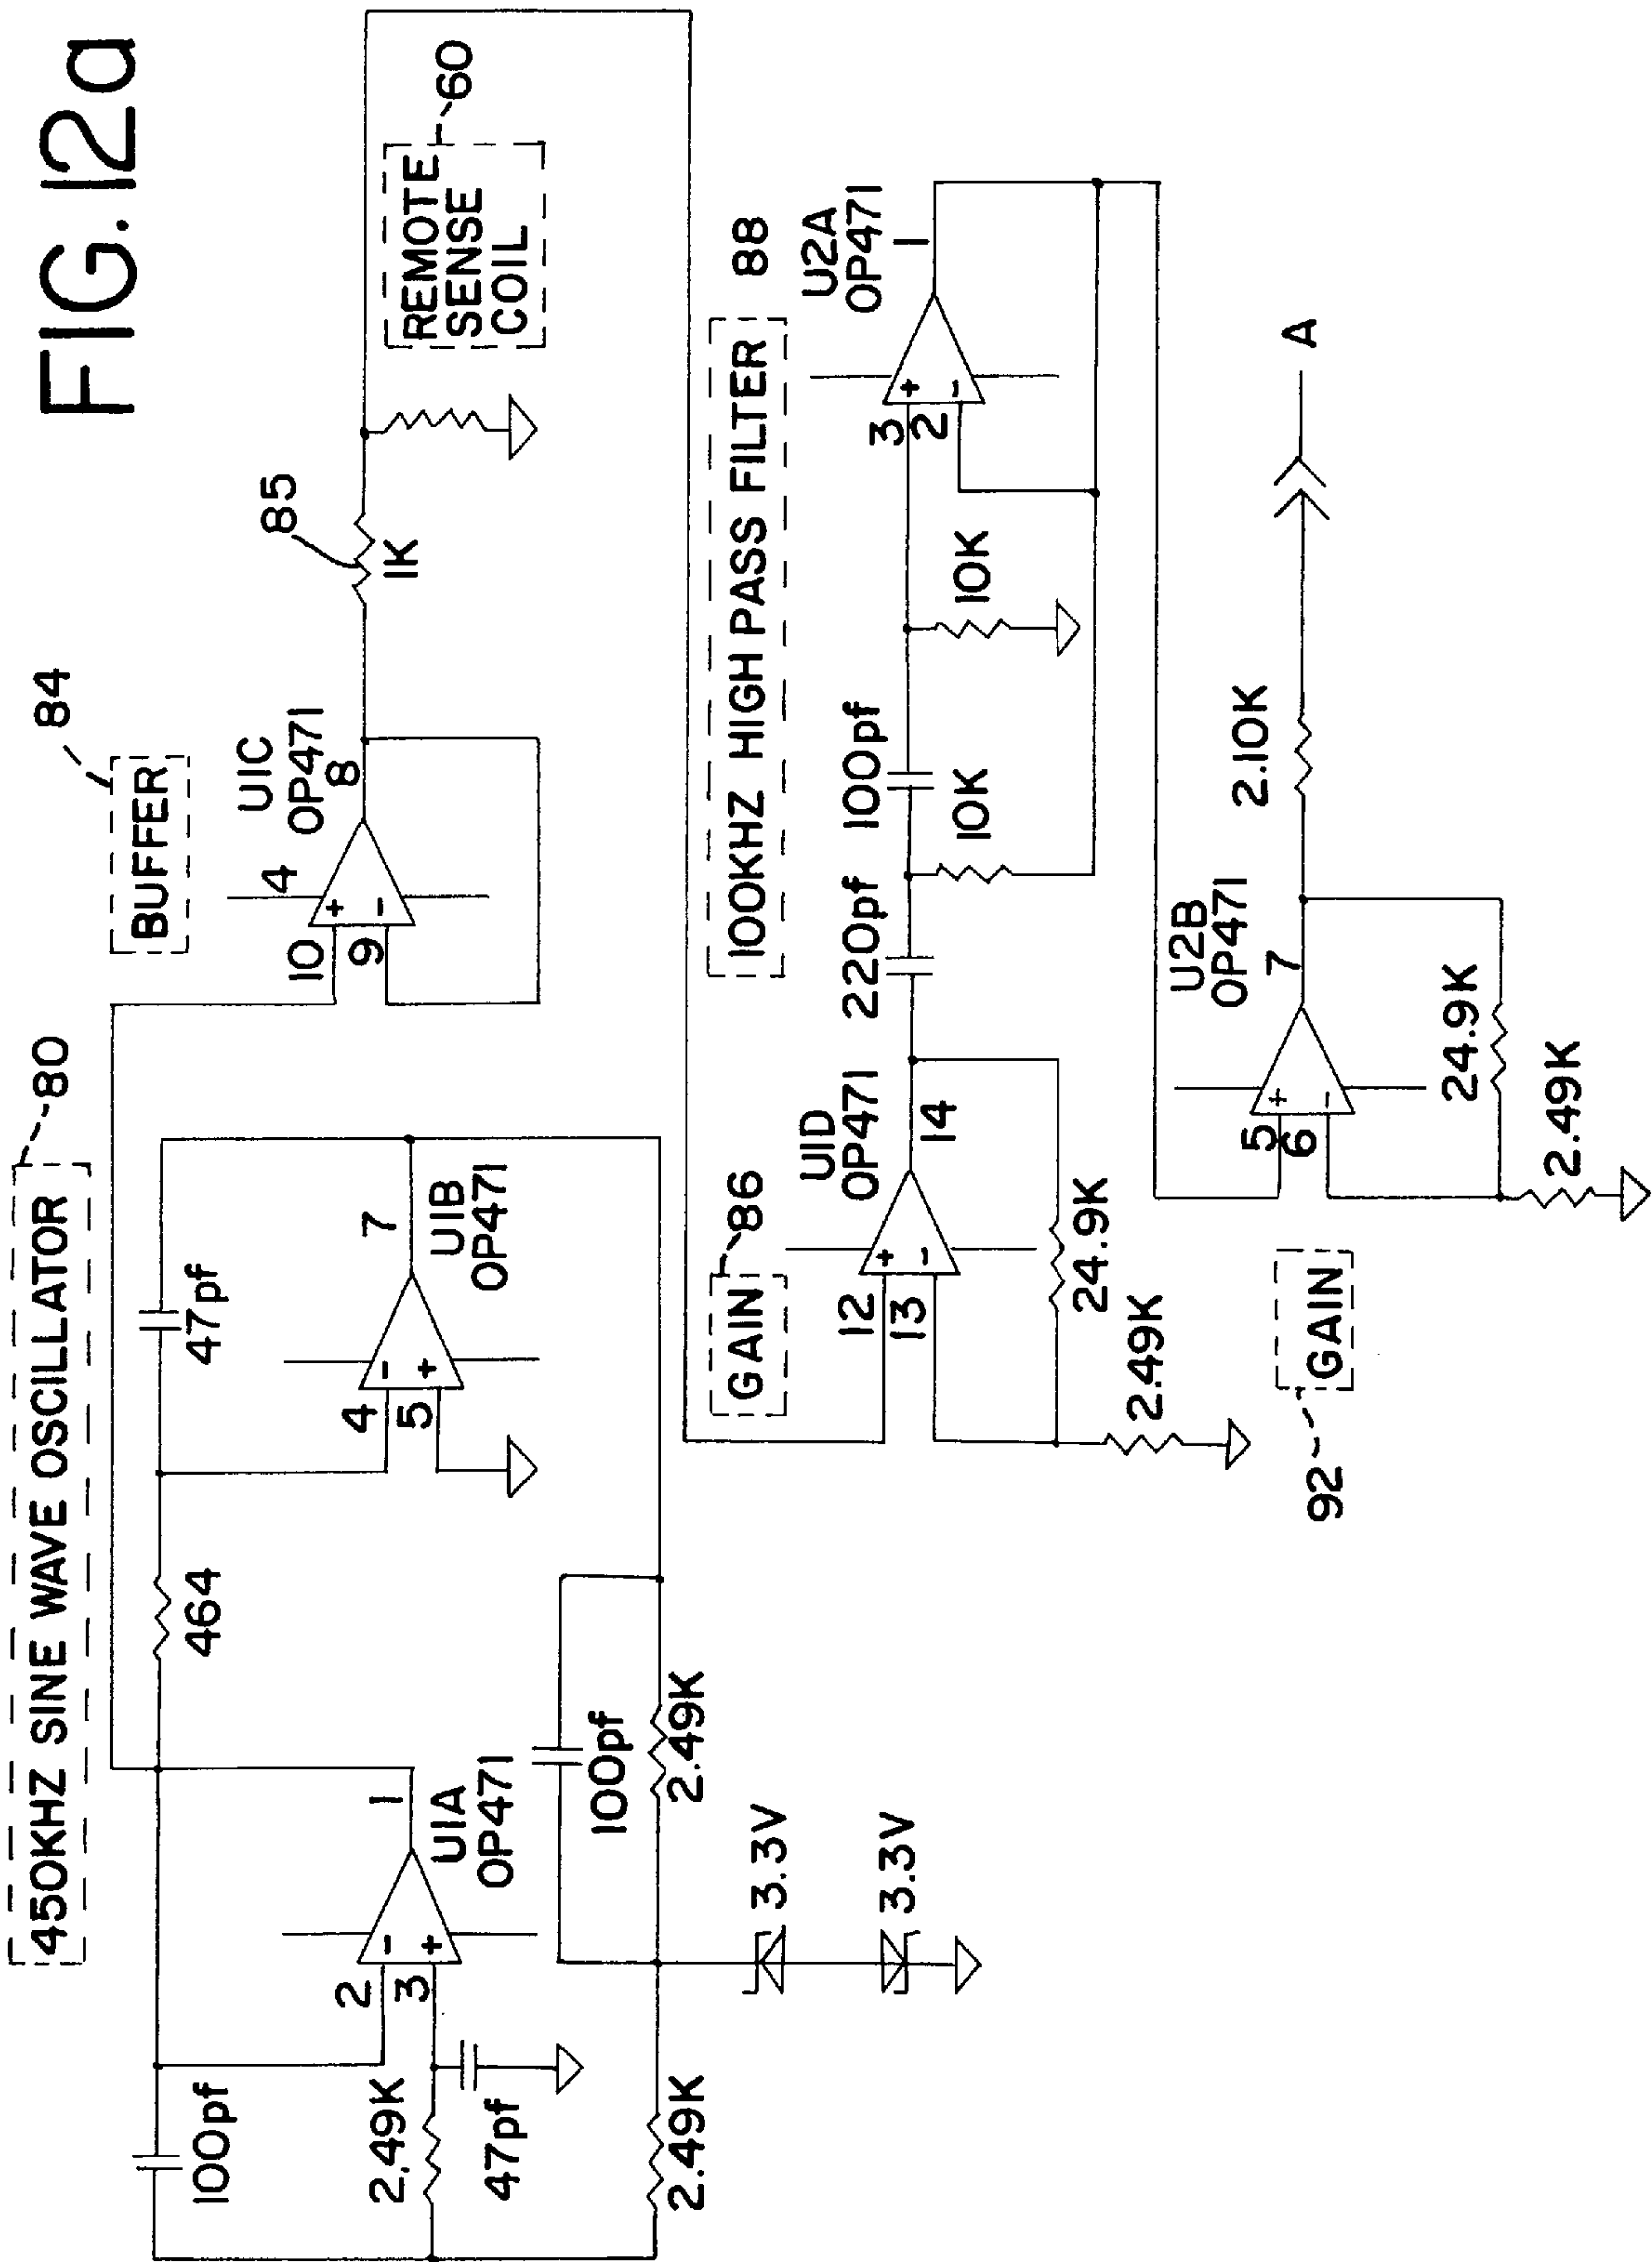 FIG. 12a
450KHZ SINE WAVE OSCILLATOR
80
100pf
2
3
1
U1A
OP471
2.49K
47pf
2.49K
464
47pf
4
5
7
U1B
OP471
100pf
2.49K
3.3V
3.3V
BUFFER
84
10
9
4
U1C
OP471
8
85
1K
REMOTE
SENSE
COIL
60
GAIN
86
12
13
U1D
OP471
14
24.9K
2.49K
100KHZ HIGH PASS FILTER
88
220pf
100pf
10K
10K
3
2
U2A
OP471
1
92
GAIN
5
6
U2B
OP471
7
24.9K
2.49K
2.10K
A